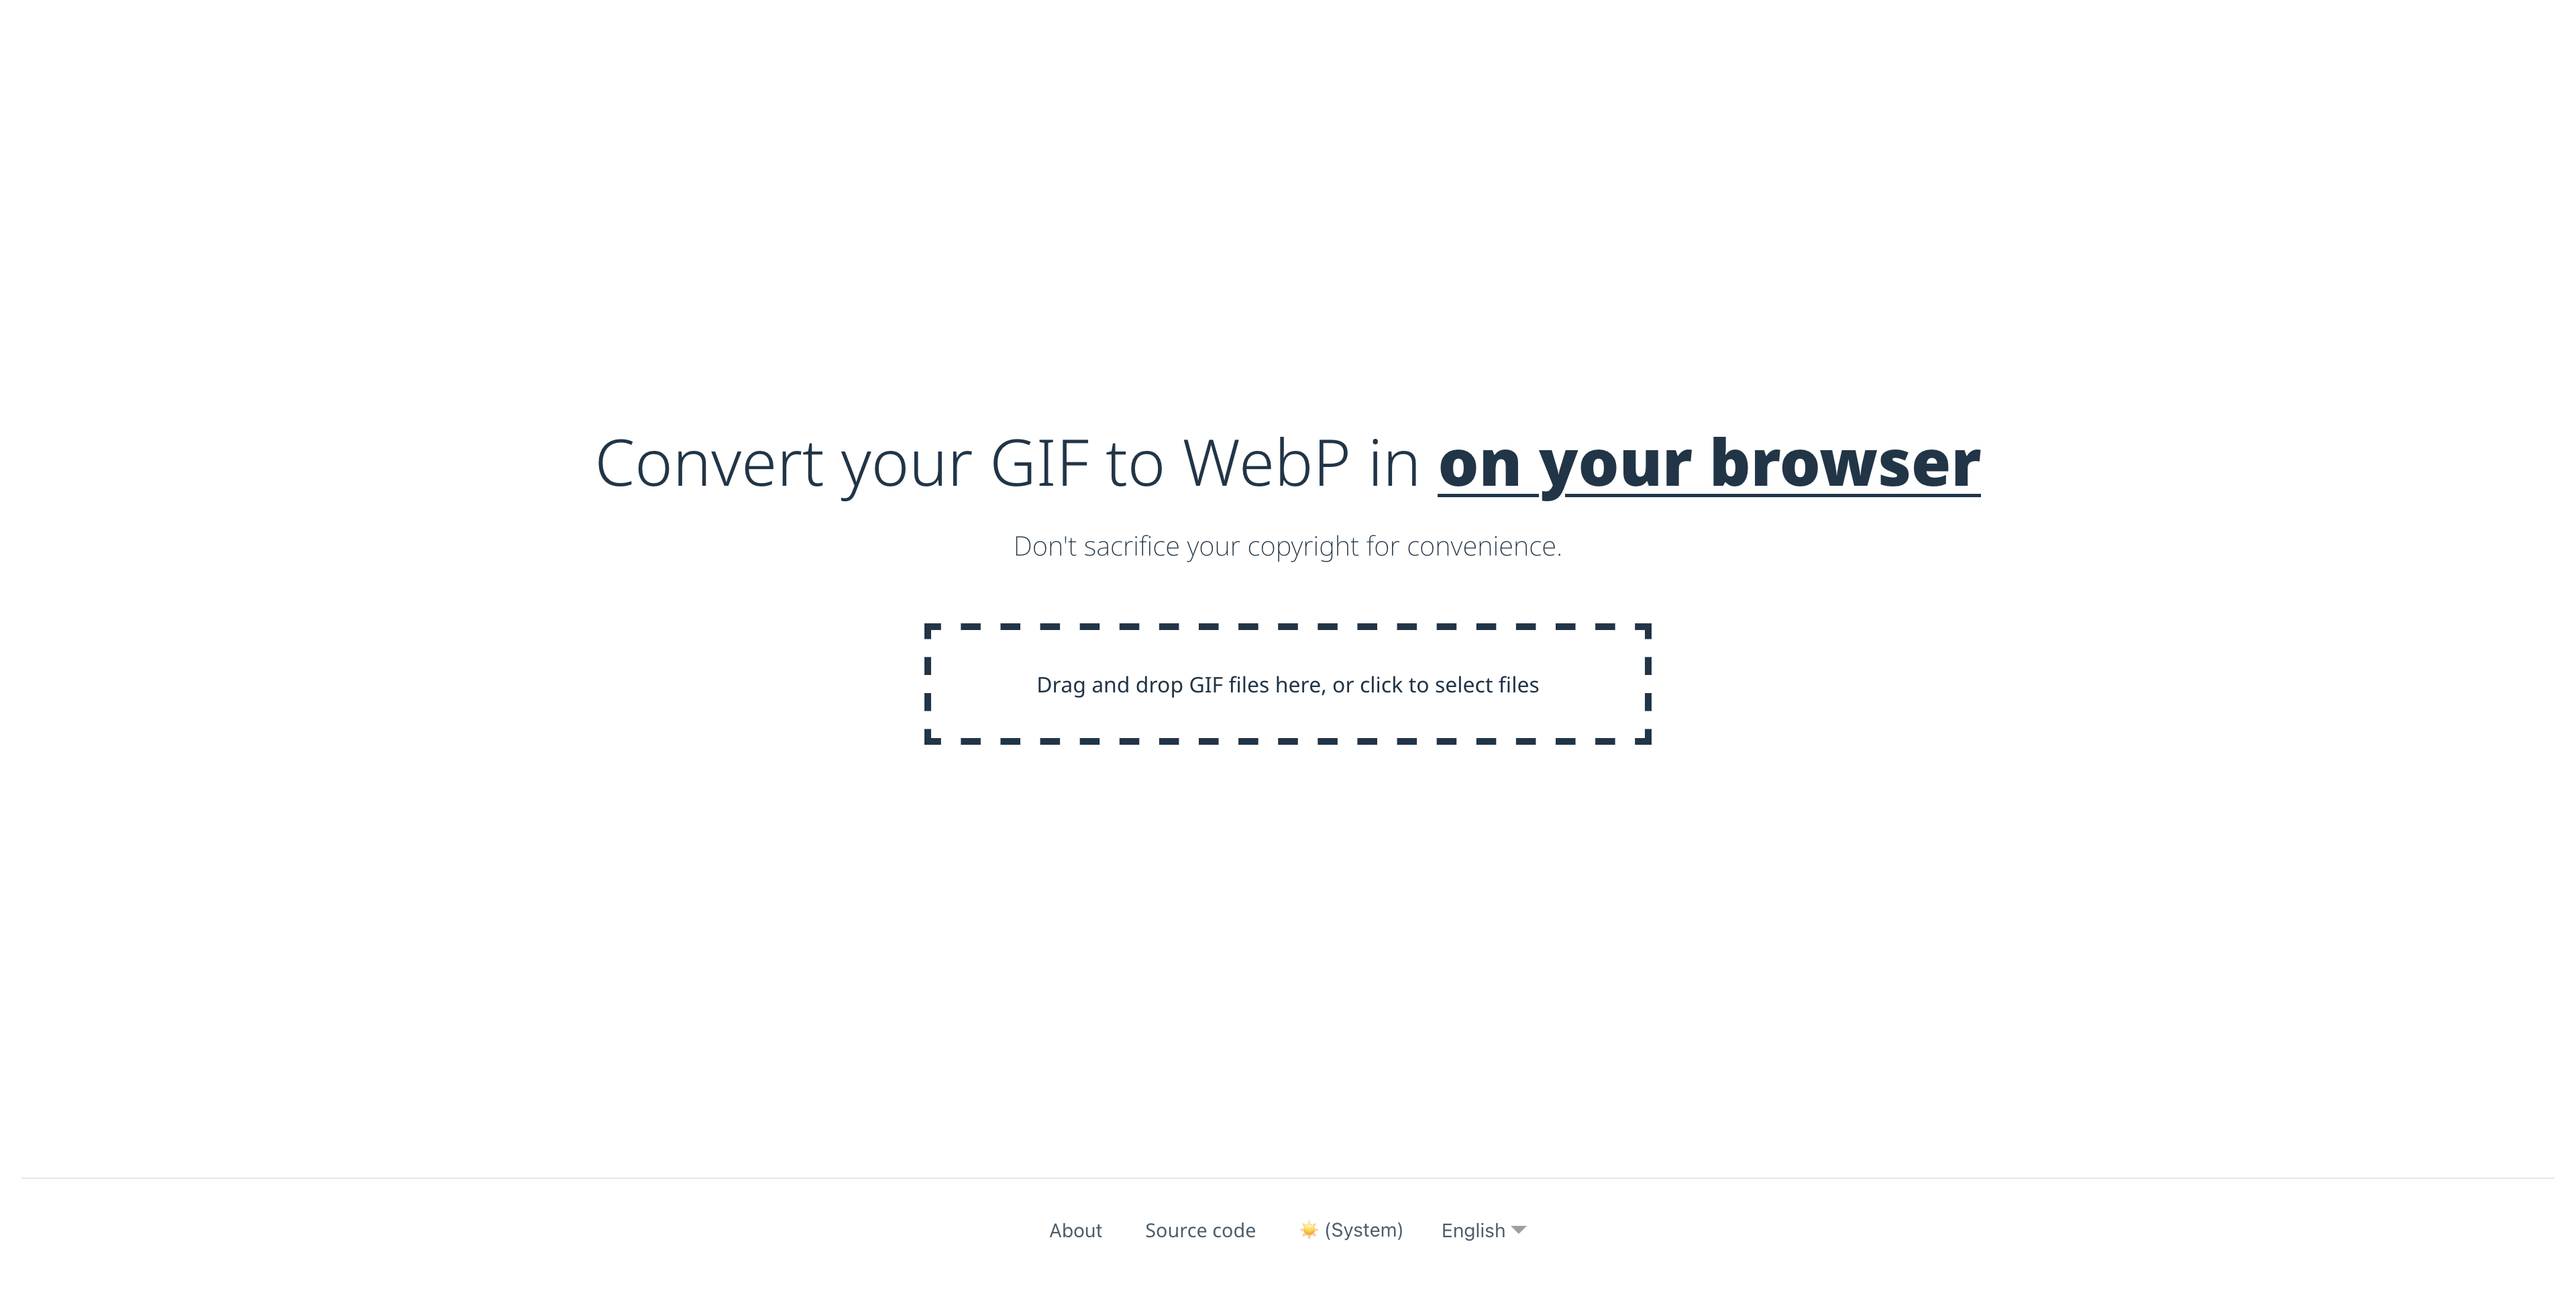 Convert your GIF to WebP in on your browser
Don't sacrifice your copyright for convenience.
Drag and drop GIF files here, or click to select files
About Source code ☀️ (System) English